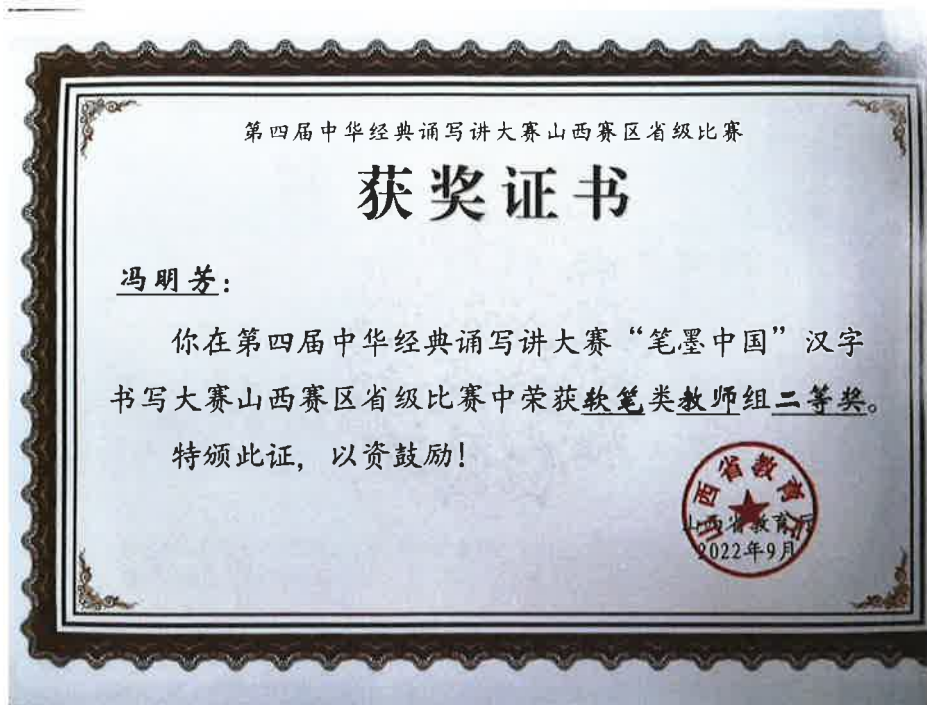 第四届中华经典诵写讲大赛山西赛区省级比赛
获奖证书
冯明芳：
你在第四届中华经典诵写讲大赛“笔墨中国”汉字
书写大赛山西赛区省级比赛中荣获软笔类教师组二等奖。
特颁此证，以资鼓励！
山西省教育厅
山西省教育厅
2022年9月